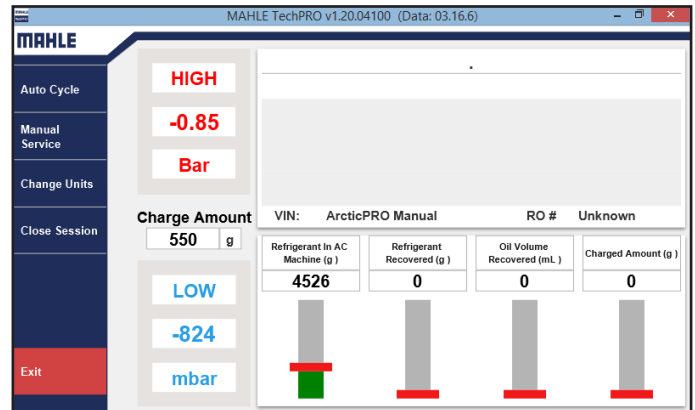 MAHLE TechPRO v1.20.04100 (Data: 03.16.6)
MAHLE
Auto Cycle
Manual
Service
Change Units
Close Session
Exit
HIGH
-0.85
Bar
Charge Amount
550 g
LOW
-824
mbar
.
VIN: ArcticPRO Manual RO # Unknown
Refrigerant In AC
Machine (g )
4526
Refrigerant
Recovered (g )
0
Oil Volume
Recovered (mL )
0
Charged Amount (g )
0